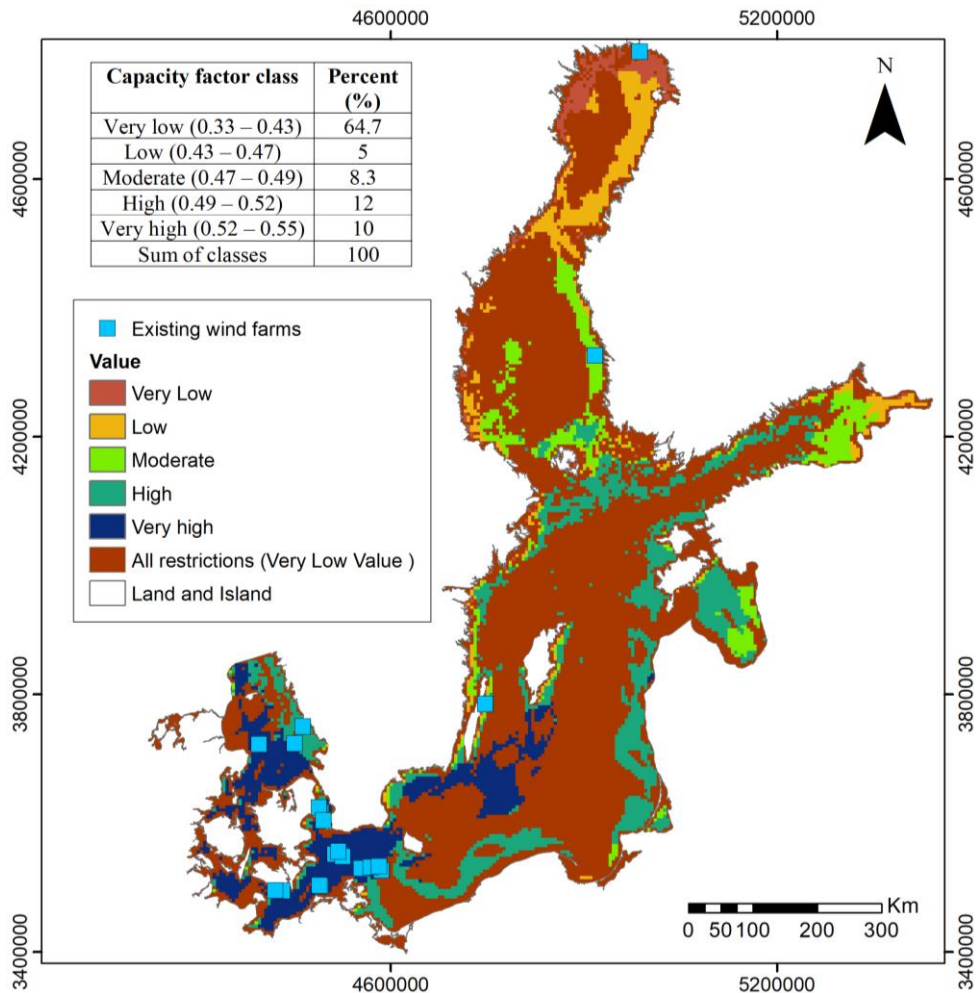 4600000 5200000
Capacity factor class Percent (%)
Very low (0.33 – 0.43) 64.7
Low (0.43 – 0.47) 5
Moderate (0.47 – 0.49) 8.3
High (0.49 – 0.52) 12
Very high (0.52 – 0.55) 10
Sum of classes 100
N
4600000 4600000
Existing wind farms
Value
Very Low
Low
Moderate
High
Very high
All restrictions (Very Low Value )
Land and Island
4200000 4200000
3800000 3800000
Km
0 50 100 200 300
3400000 3400000
4600000 5200000